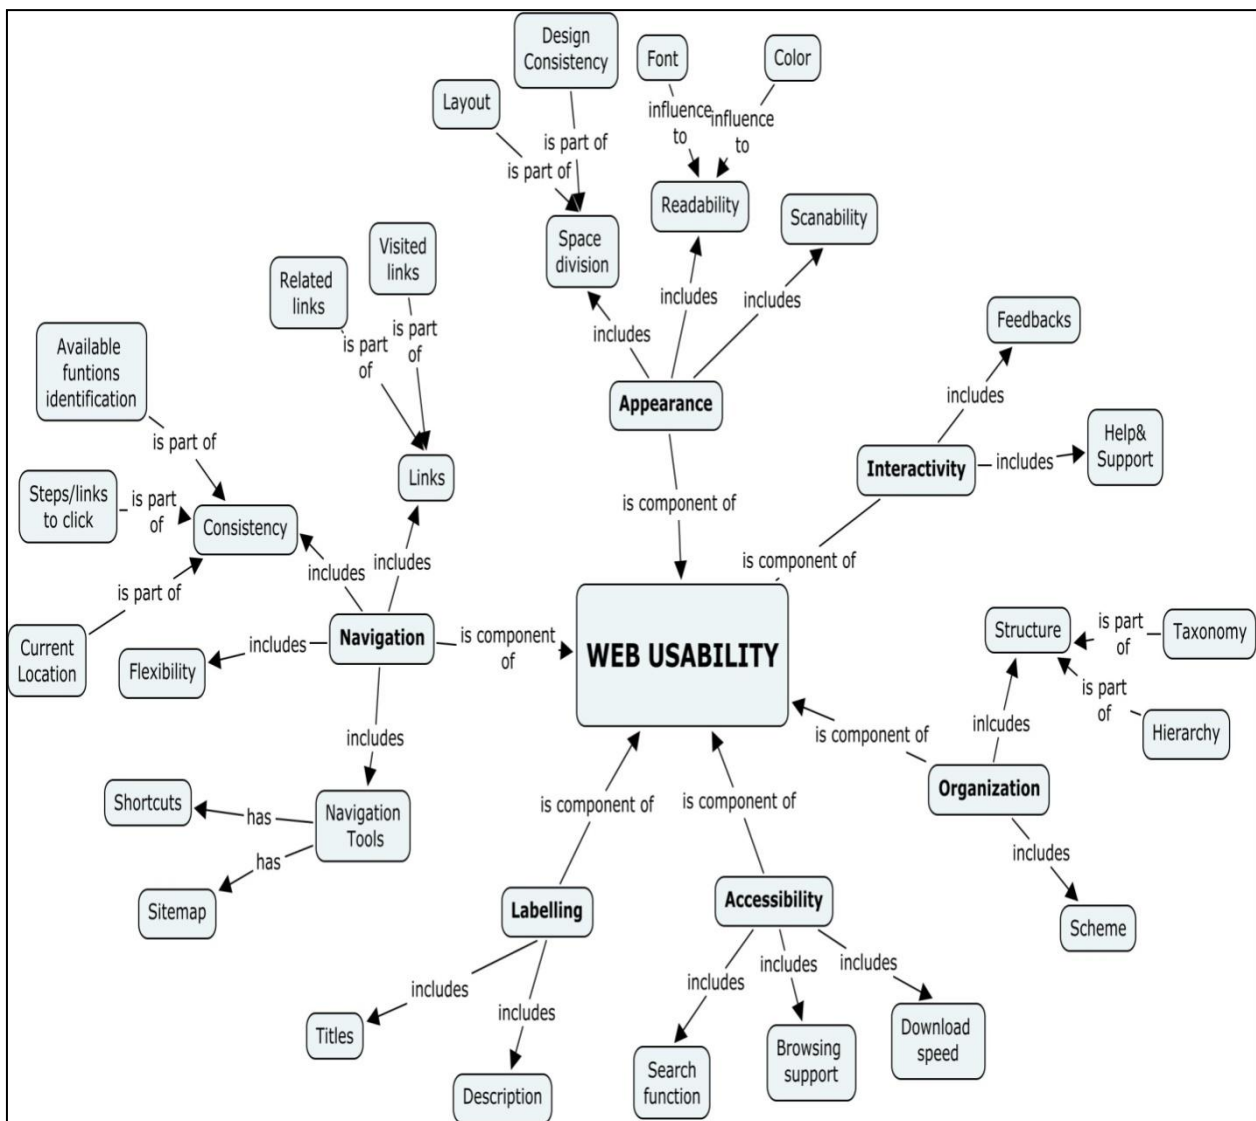 Design
Consistency
Font
Color
Layout
influence
to
influence
to
is part of
is part of
Readability
Scanability
Visited
links
Space
division
Related
links
includes
includes
includes
Feedbacks
is part
of
is part
of
Available
funtions
identification
Appearance
includes
is part of
Help&
Support
Interactivity
includes
Links
Steps/links
to click
is part
of
Consistency
is component of
includes
includes
is component of
is part of
Current
Location
includes
Flexibility
Navigation
is component
of
WEB USABILITY
Structure
is part
of
Taxonomy
is part
of
Hierarchy
inlcudes
is component of
includes
Organization
Shortcuts
has
Navigation
Tools
has
Sitemap
is component of
is component of
includes
Labelling
Accessibility
Scheme
includes
includes
includes
includes
includes
Titles
Description
Search
function
Browsing
support
Download
speed